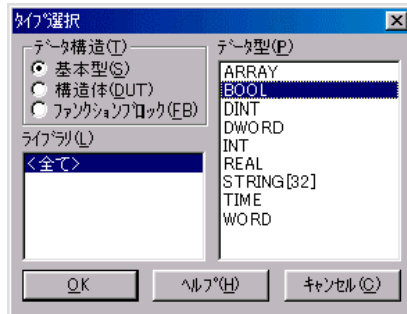 ﾀｲﾌﾟ選択
ﾃﾞｰﾀ構造(T)
基本型(S)
構造体(DUT)
ﾌｧﾝｸｼｮﾝﾌﾞﾛｯｸ(FB)
ﾗｲﾌﾞﾗﾘ(L)
<全て>
ﾃﾞｰﾀ型(P)
ARRAY
BOOL
DINT
DWORD
INT
REAL
STRING[32]
TIME
WORD
OK
ﾍﾙﾌﾟ(H)
ｷｬﾝｾﾙ(C)